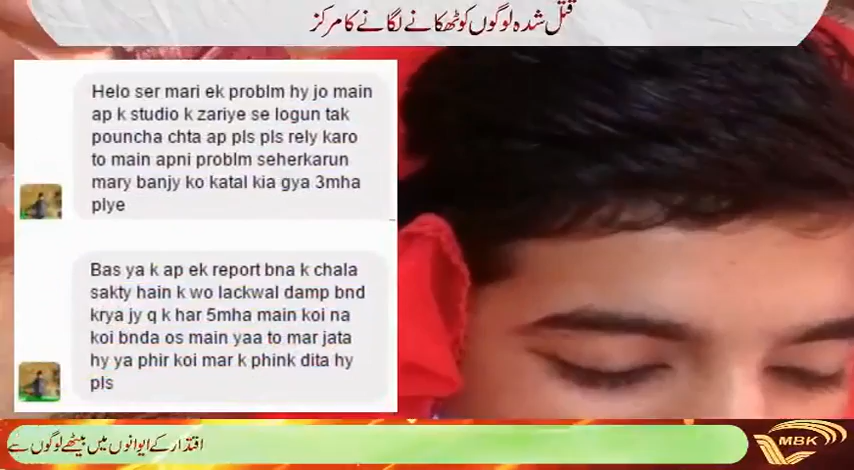 قتل شدہ لوگوں کو ٹھکانے لگانے کا مرکز
Helo ser mari ek problm hy jo main
ap k studio k zariye se logun tak
pouncha chta ap pls pls rely karo
to main apni problm seherkarun
mary banjy ko katal kia gya 3mha
plye
Bas ya k ap ek report bna k chala
sakty hain k wo lackwal damp bnd
krya jy q k har 5mha main koi na
koi bnda os main yaa to mar jata
hy ya phir koi mar k phink dita hy
pls
اقتدار کے ایوانوں میں بیٹھے لوگوں سے
MBK